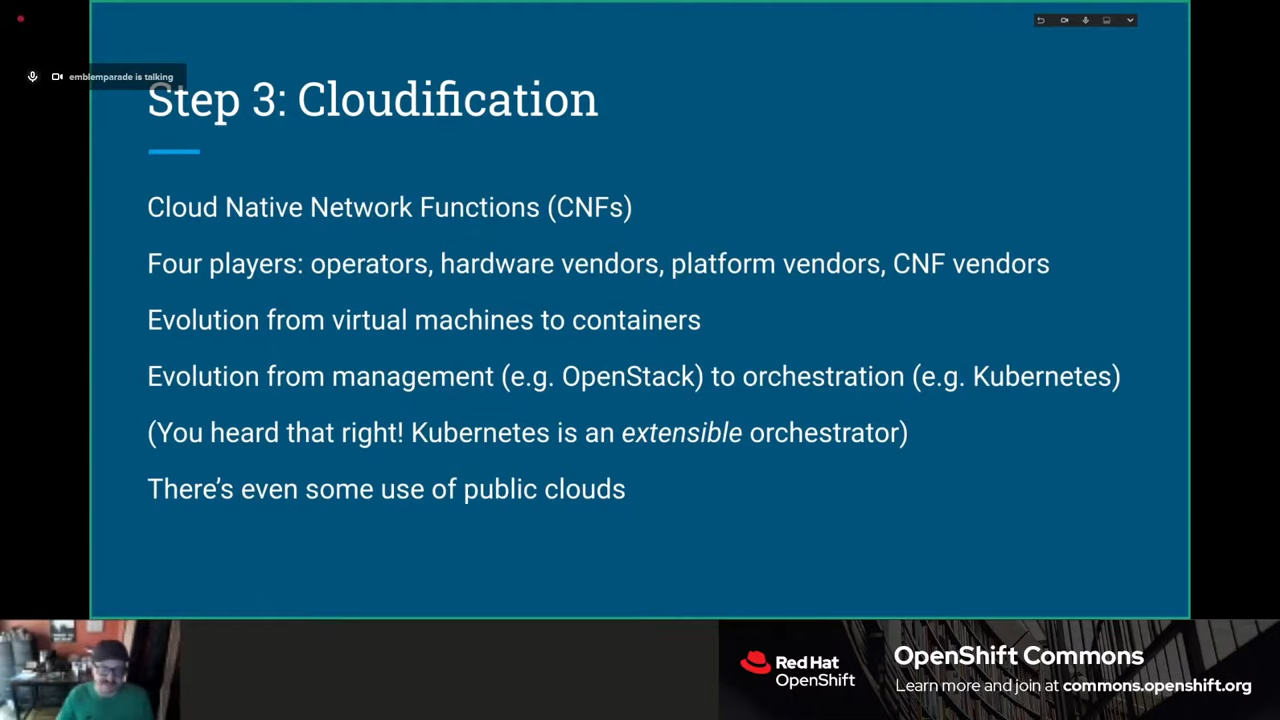 emblemparade is talking
Step 3: Cloudification
Cloud Native Network Functions (CNFs)
Four players: operators, hardware vendors, platform vendors, CNF vendors
Evolution from virtual machines to containers
Evolution from management (e.g. OpenStack) to orchestration (e.g. Kubernetes)
(You heard that right! Kubernetes is an extensible orchestrator)
There’s even some use of public clouds
Red Hat
OpenShift
OpenShift Commons
Learn more and join at commons.openshift.org